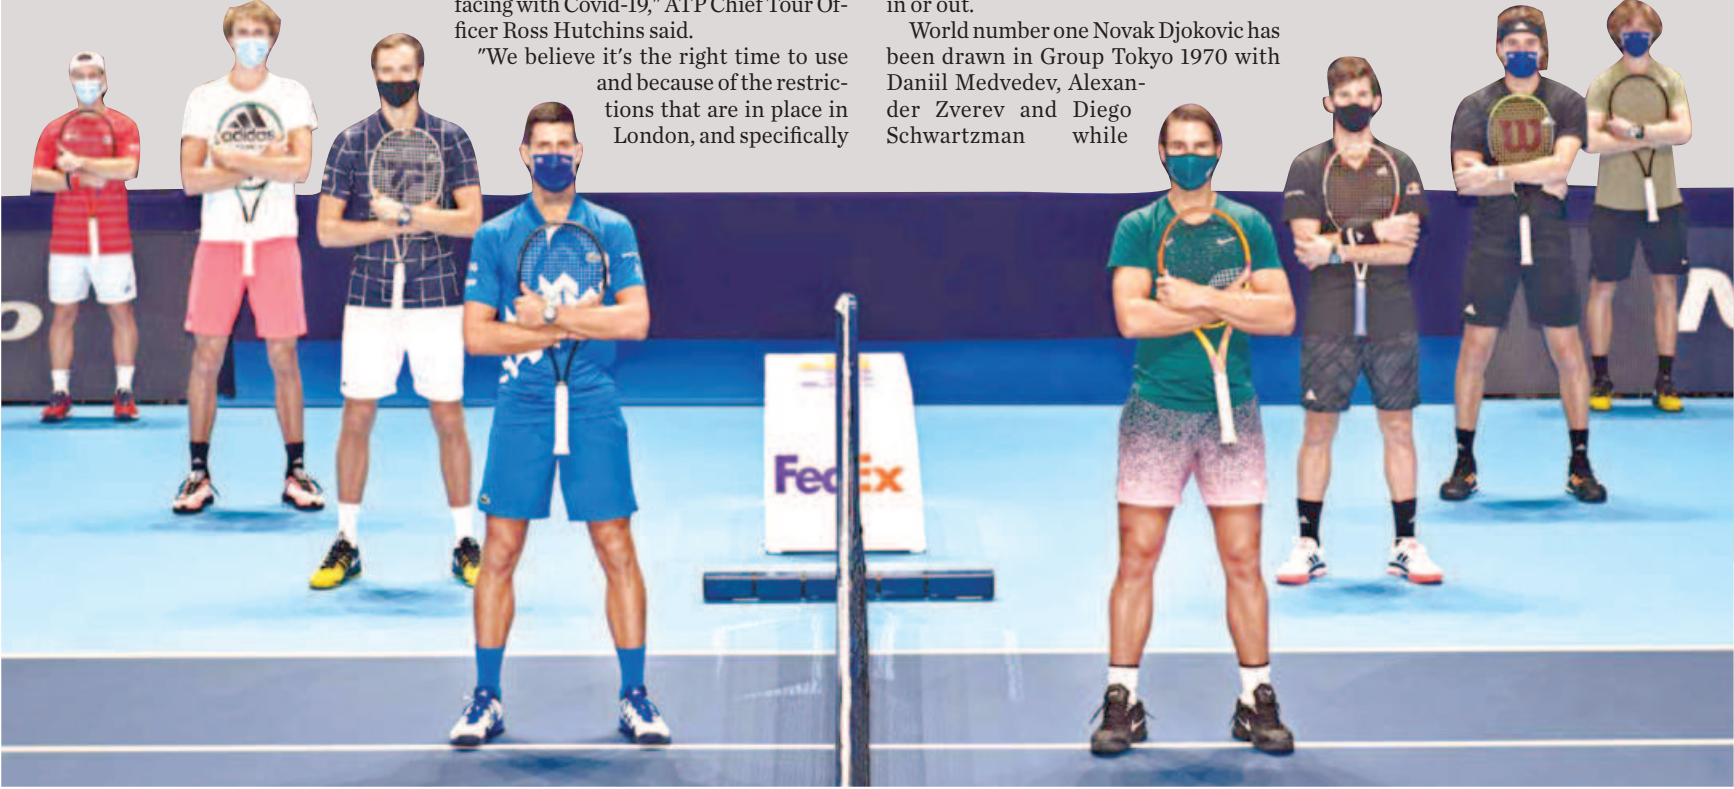 facing with Covid-19," ATP Chief Tour Of-
ficer Ross Hutchins said.
"We believe it's the right time to use
and because of the restric-
tions that are in place in
London, and specifically
in or out.
World number one Novak Djokovic has
been drawn in Group Tokyo 1970 with
Daniil Medvedev, Alexan-
der Zverev and Diego
Schwartzman while
adidas
W
FedEx